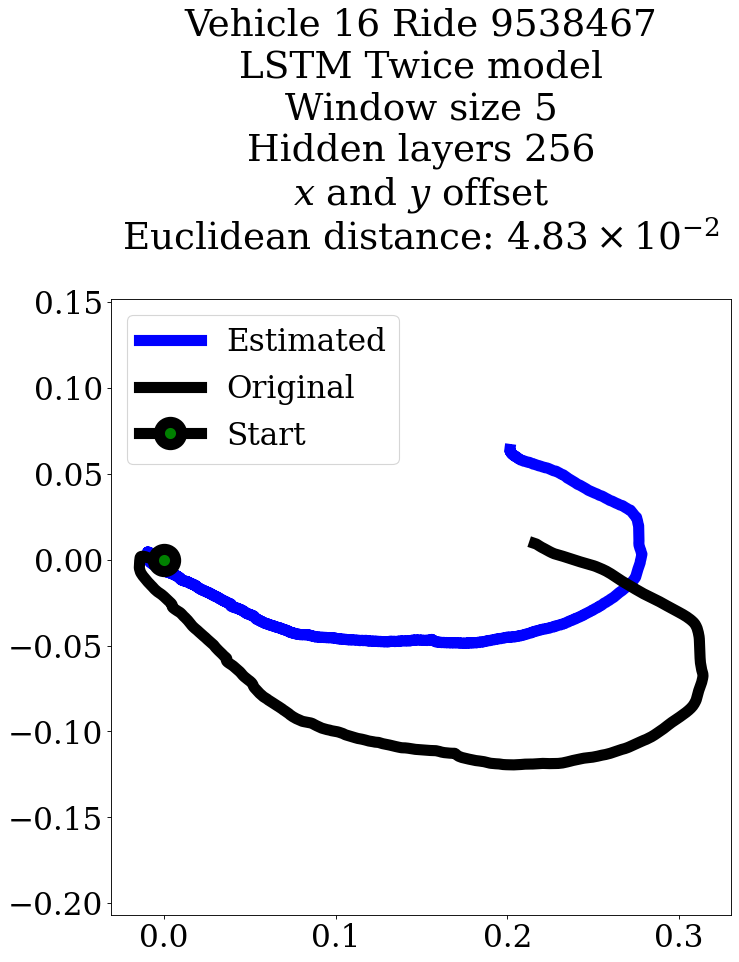 Vehicle 16 Ride 9538467
LSTM Twice model
Window size 5
Hidden layers 256
x and y offset
Euclidean distance: 4.83 × 10⁻²
0.15
0.10
0.05
0.00
−0.05
−0.10
−0.15
−0.20
Estimated
Original
Start
0.0 0.1 0.2 0.3